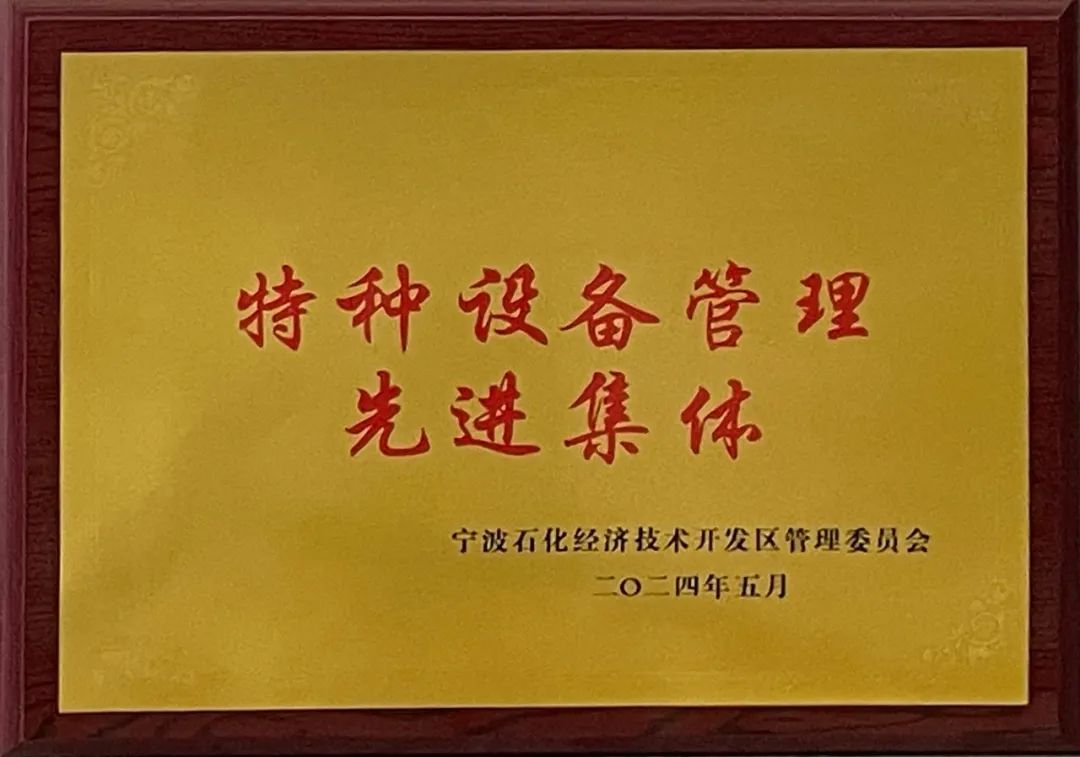 特种设备管理
先进集体
宁波石化经济技术开发区管理委员会
二〇二四年五月